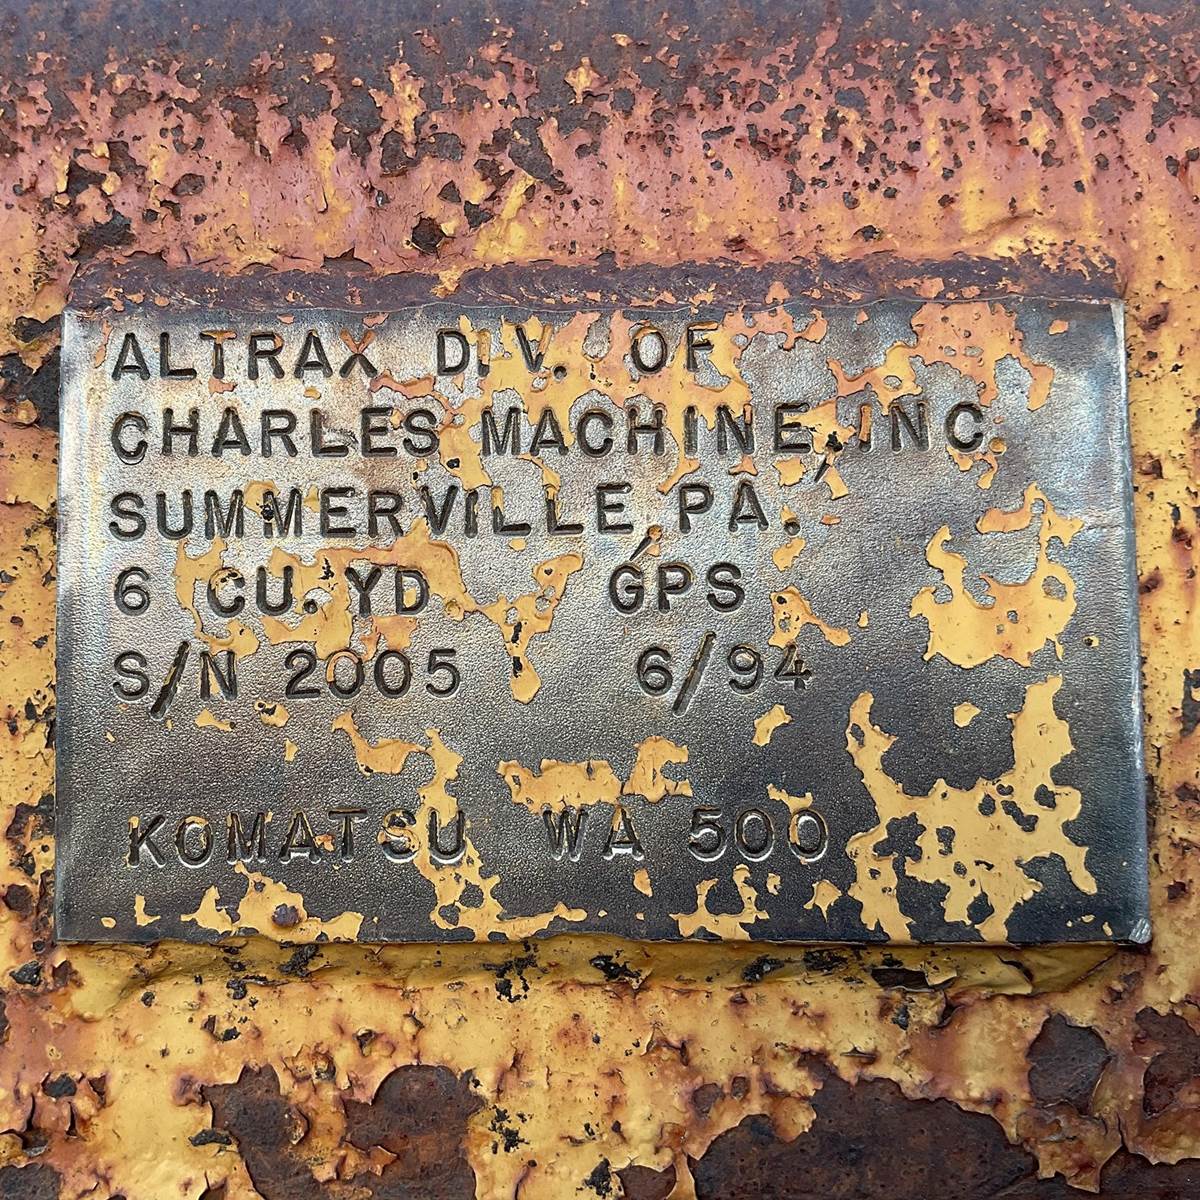 ALTRAX DIV. OF
CHARLES MACHINE, INC.
SUMMERVILLE, PA.
6 CU. YD GPS
S/N 2005 6/94
KOMATSU WA 500